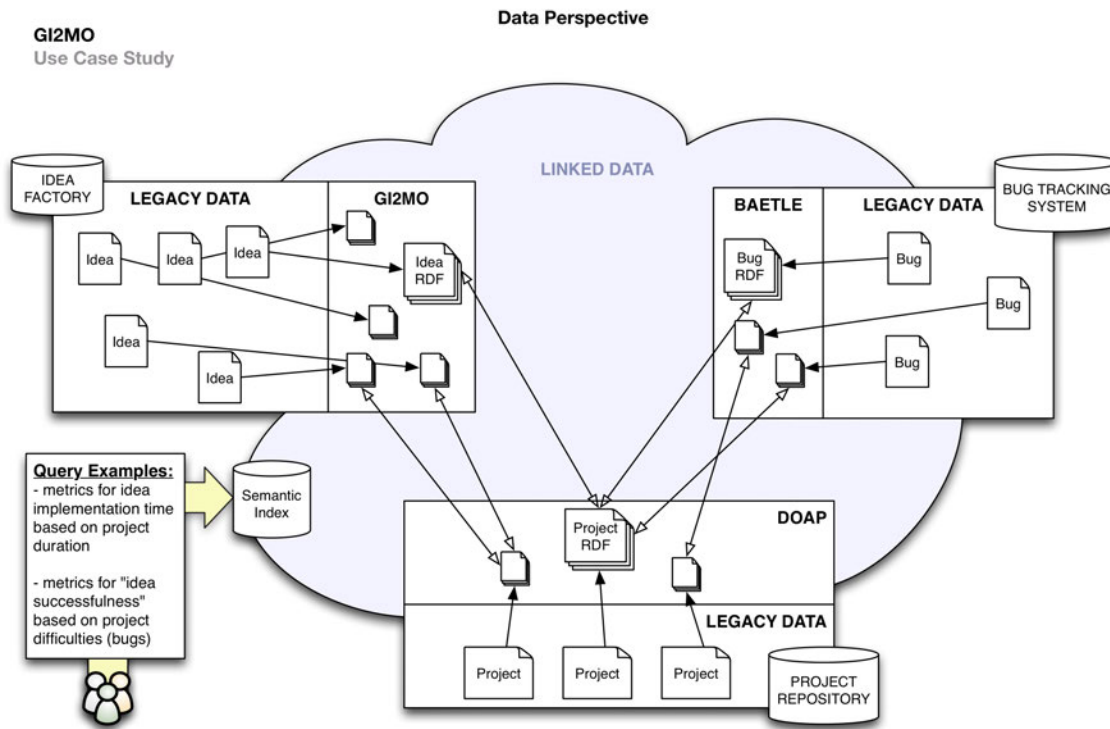 Data Perspective
GI2MO
Use Case Study
LINKED DATA
IDEA
FACTORY
LEGACY DATA
GI2MO
Idea
Idea
Idea
Idea
RDF
Idea
Idea
BAETLE
LEGACY DATA
BUG TRACKING
SYSTEM
Bug
RDF
Bug
Bug
Bug
Query Examples:
- metrics for idea
implementation time
based on project
duration
- metrics for "idea
successfulness"
based on project
difficulties (bugs)
Semantic
Index
DOAP
Project
RDF
LEGACY DATA
Project
Project
Project
PROJECT
REPOSITORY